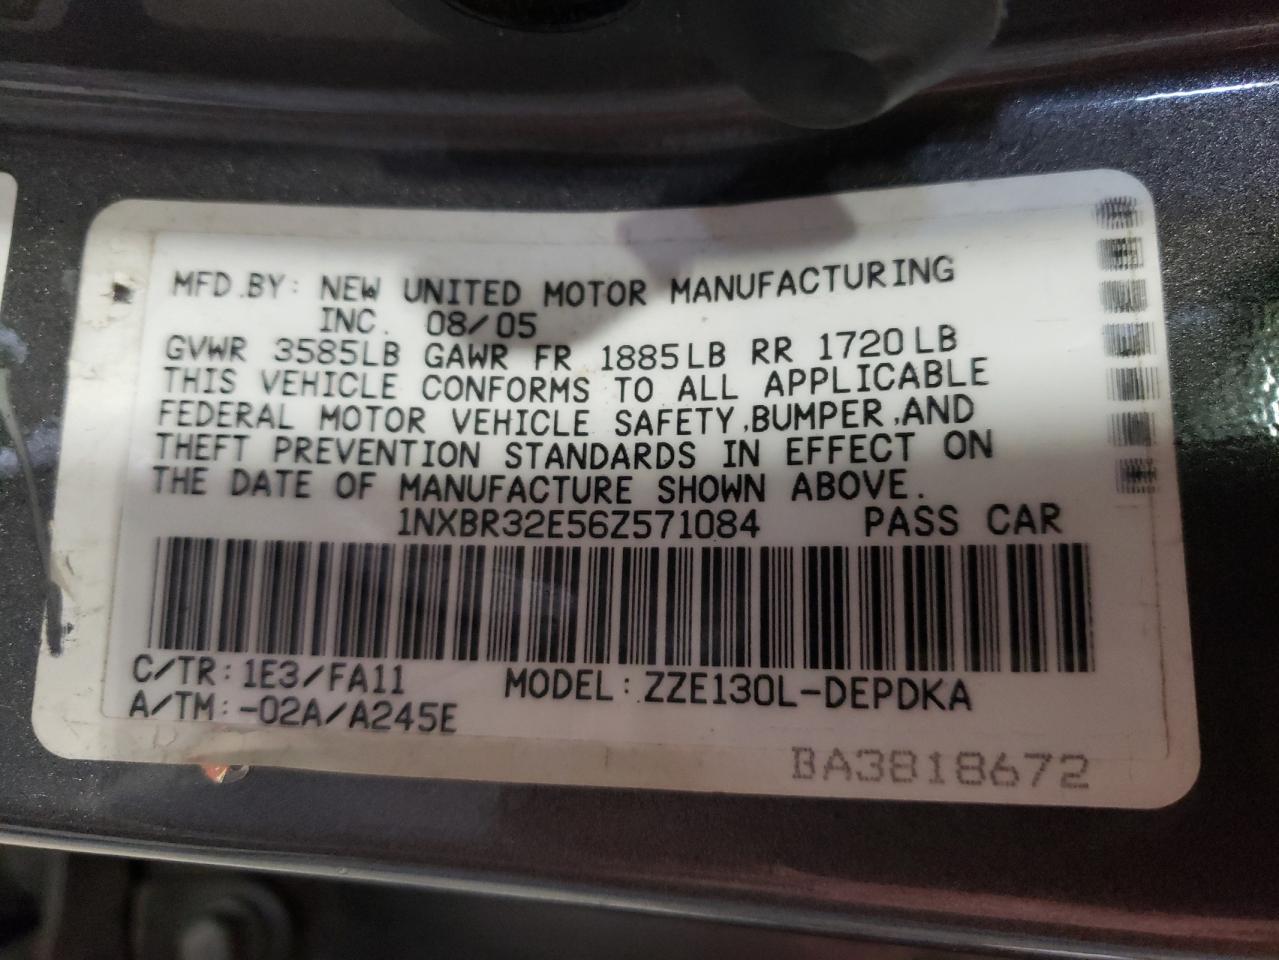 MFD.BY: NEW UNITED MOTOR MANUFACTURING
INC. 08/05
GVWR 3585LB GAWR FR 1885LB RR 1720LB
THIS VEHICLE CONFORMS TO ALL APPLICABLE
FEDERAL MOTOR VEHICLE SAFETY,BUMPER,AND
THEFT PREVENTION STANDARDS IN EFFECT ON
THE DATE OF MANUFACTURE SHOWN ABOVE.
1NXBR32E56Z571084 PASS CAR
C/TR:1E3/FA11 MODEL:ZZE130L-DEPDKA
A/TM:-02A/A245E
BA3818672